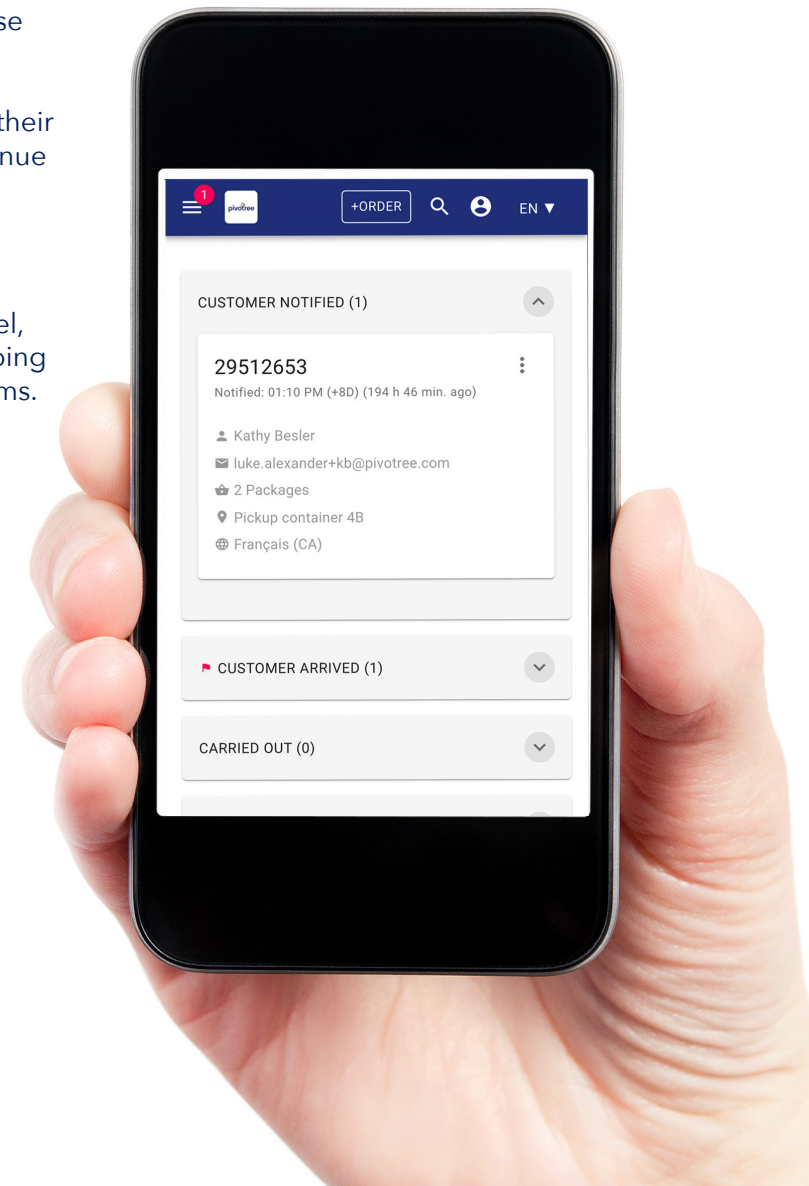 se
their
nue
el,
oing
ms.
1
pivotree
+ORDER
EN ▼
CUSTOMER NOTIFIED (1)
29512653
Notified: 01:10 PM (+8D) (194 h 46 min. ago)
Kathy Besler
luke.alexander+kb@pivotree.com
2 Packages
Pickup container 4B
Français (CA)
CUSTOMER ARRIVED (1)
CARRIED OUT (0)